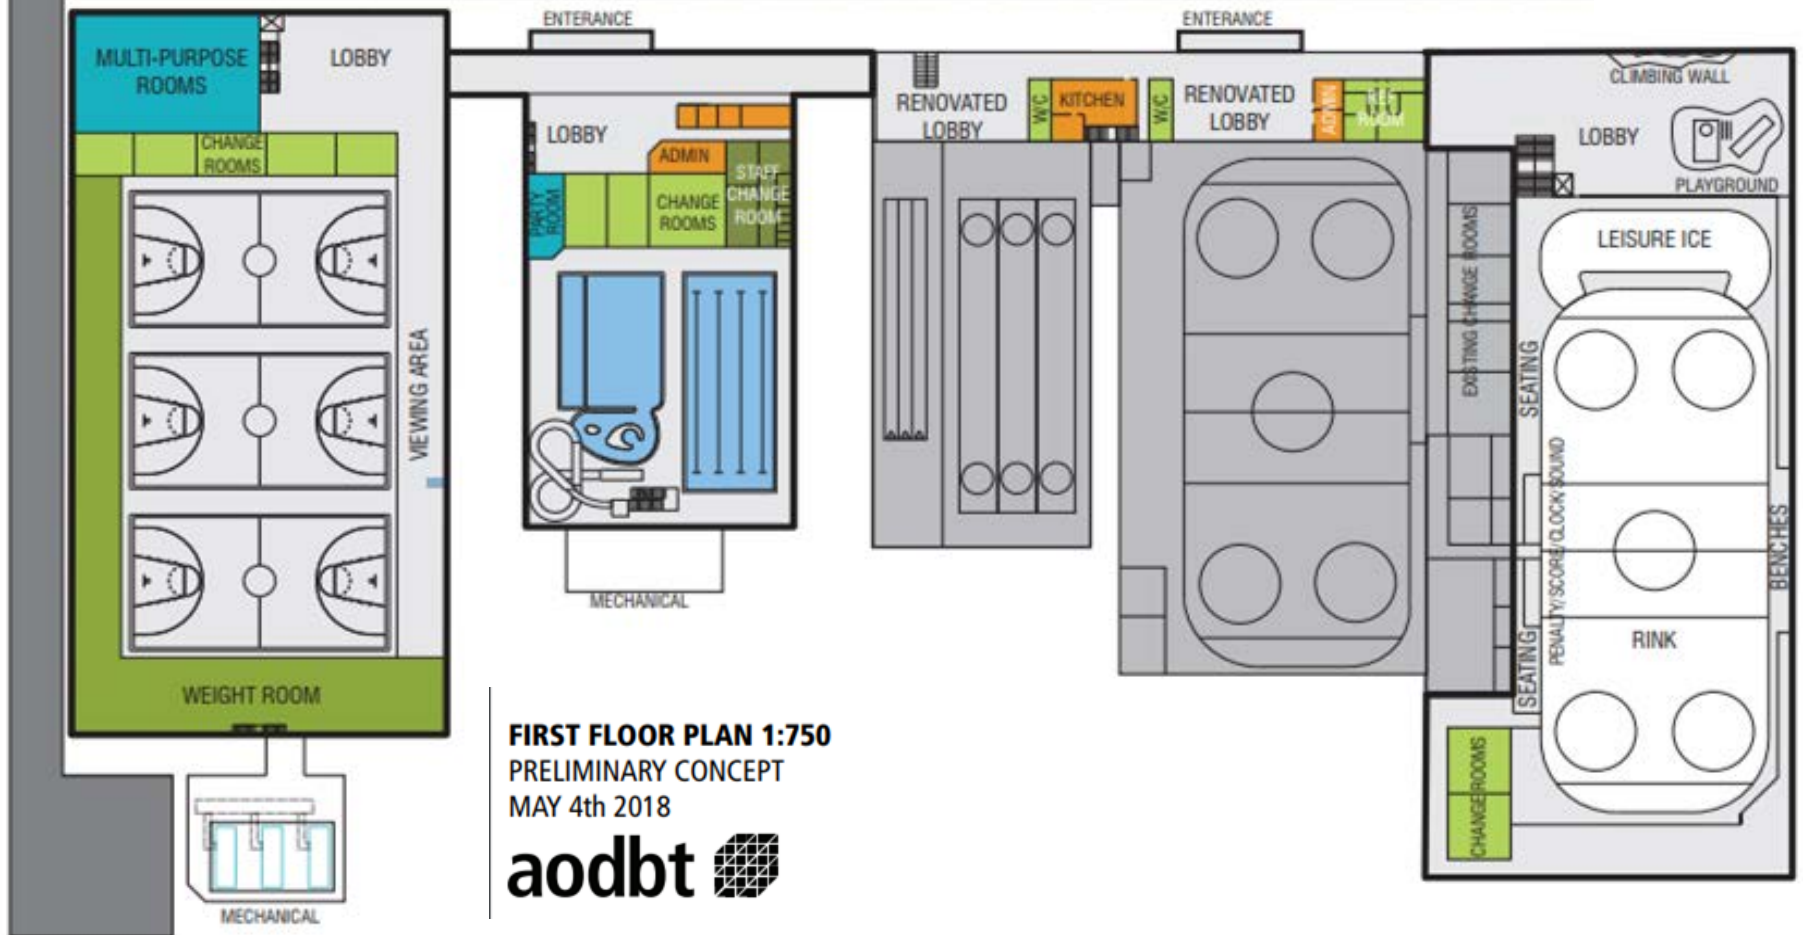 ENTERANCE
ENTERANCE
MULTI-PURPOSE
ROOMS
LOBBY
CHANGE
ROOMS
VIEWING AREA
WEIGHT ROOM
MECHANICAL
LOBBY
ADMIN
STAFF
CHANGE
ROOM
PARTY
ROOM
CHANGE
ROOMS
MECHANICAL
RENOVATED
LOBBY
W/C
KITCHEN
W/C
RENOVATED
LOBBY
ADMIN
REF
ROOM
CLIMBING WALL
LOBBY
PLAYGROUND
EXISTING CHANGE ROOMS
LEISURE ICE
SEATING
PENALTY/SCORE/CLOCK/SOUND
BENCHES
RINK
SEATING
CHANGEROOMS
FIRST FLOOR PLAN 1:750
PRELIMINARY CONCEPT
MAY 4th 2018
aodbt